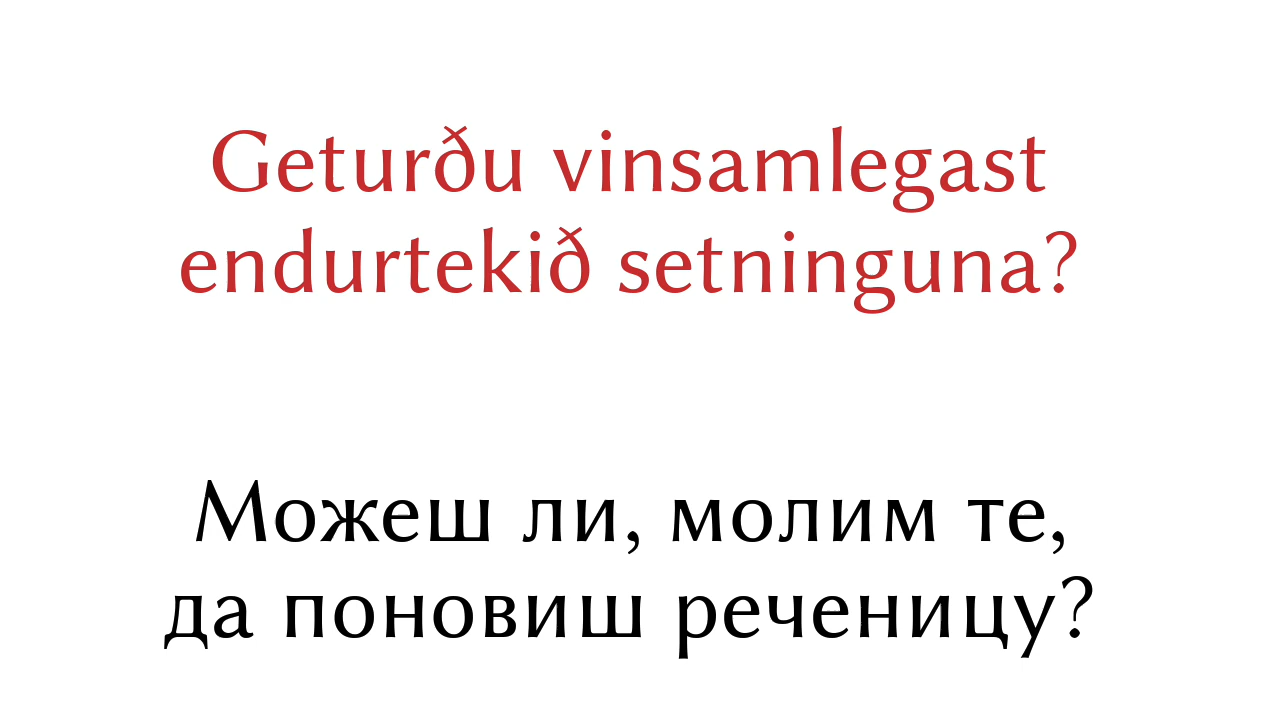 Geturðu vinsamlegast
endurtekið setninguna?
Можеш ли, молим те,
да поновиш реченицу?